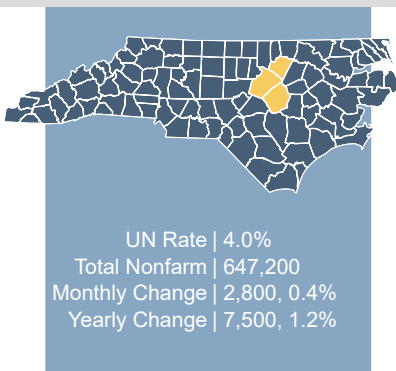 UN Rate | 4.0%
Total Nonfarm | 647,200
Monthly Change | 2,800, 0.4%
Yearly Change | 7,500, 1.2%